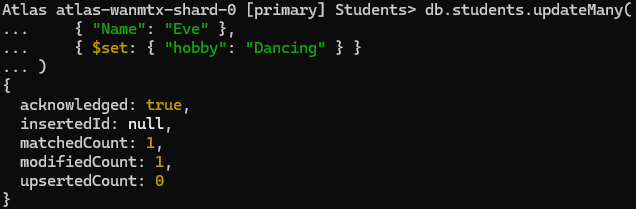 Atlas atlas-wanmtx-shard-0 [primary] Students> db.students.updateMany(
...     { "Name": "Eve" },
...     { $set: { "hobby": "Dancing" } }
... )
{
  acknowledged: true,
  insertedId: null,
  matchedCount: 1,
  modifiedCount: 1,
  upsertedCount: 0
}